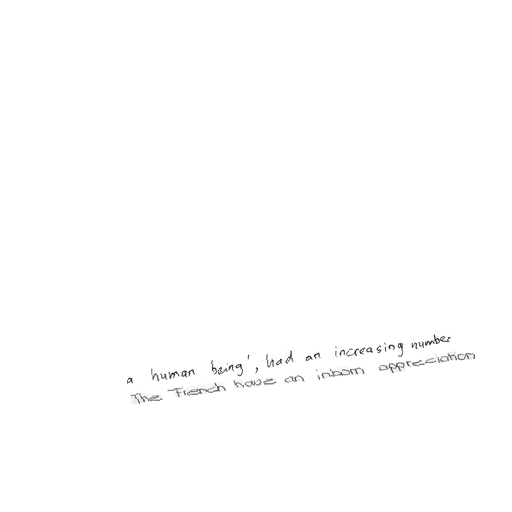 a human being', had an increasing number
The French have an inborn appreciation